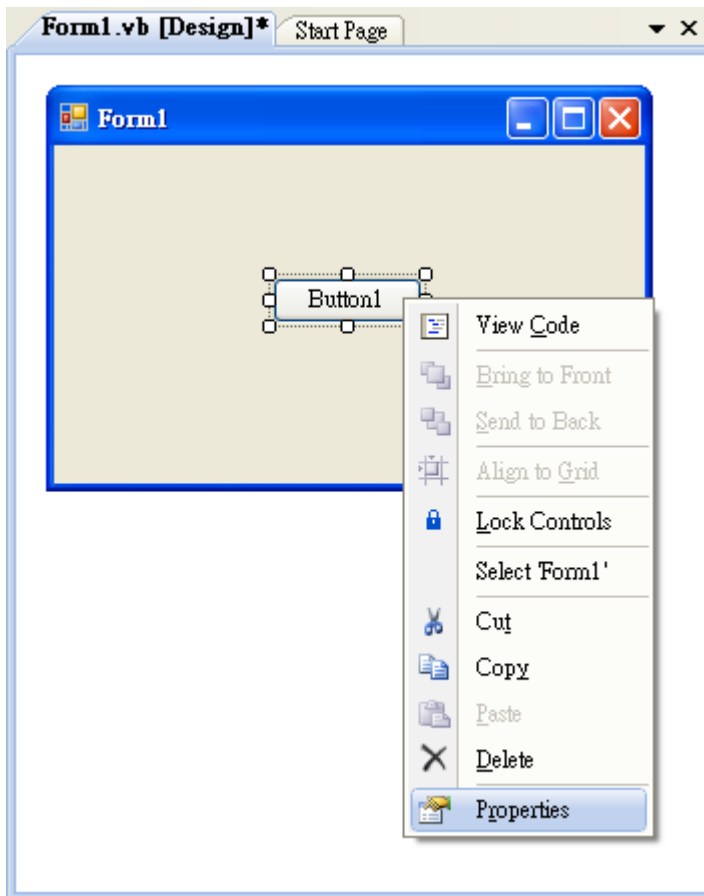 Form1.vb [Design]* Start Page
Form1
Button1
View Code
Bring to Front
Send to Back
Align to Grid
Lock Controls
Select 'Form1'
Cut
Copy
Paste
Delete
Properties